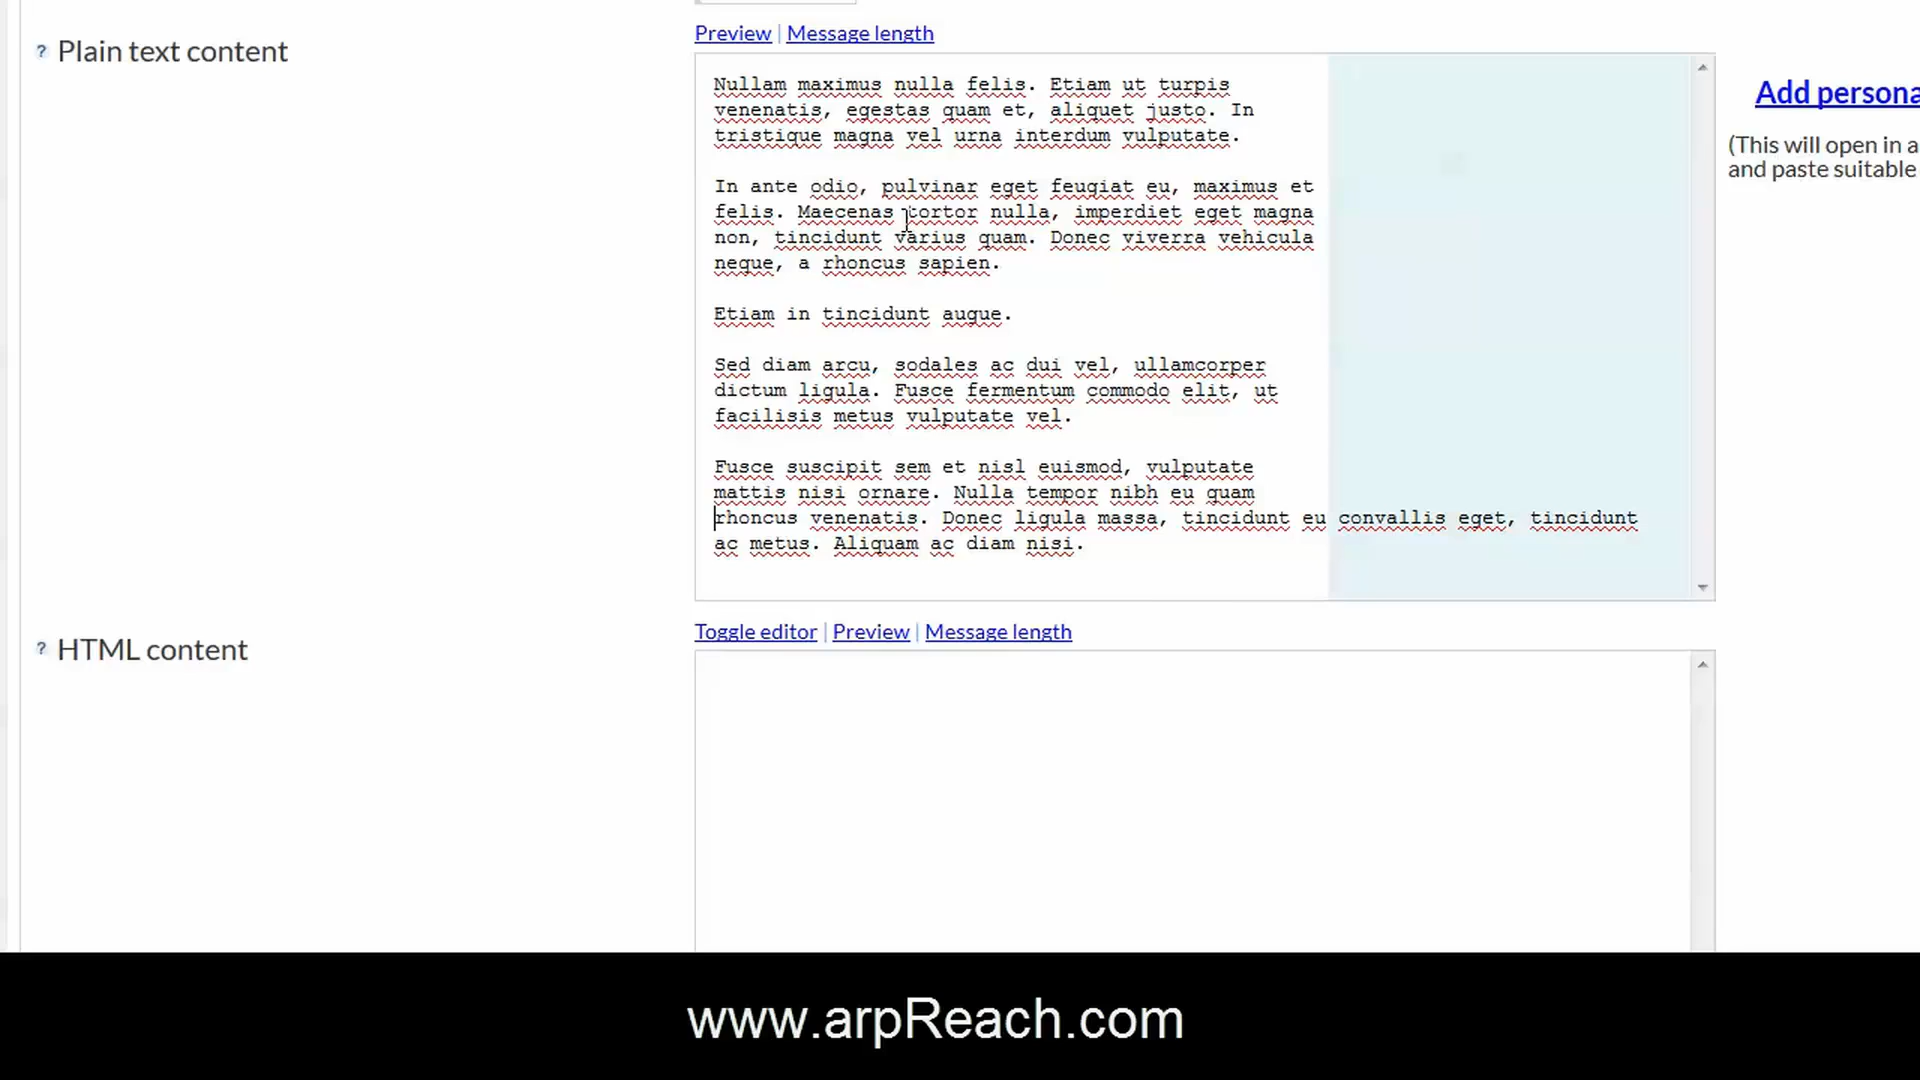 Preview | Message length
? Plain text content
Nullam maximus nulla felis. Etiam ut turpis
venenatis, egestas quam et, aliquet justo. In
tristique magna vel urna interdum vulputate.
In ante odio, pulvinar eget feugiat eu, maximus et
felis. Maecenas tortor nulla, imperdiet eget magna
non, tincidunt varius quam. Donec viverra vehicula
neque, a rhoncus sapien.
Etiam in tincidunt augue.
Sed diam arcu, sodales ac dui vel, ullamcorper
dictum ligula. Fusce fermentum commodo elit, ut
facilisis metus vulputate vel.
Fusce suscipit sem et nisl euismod, vulputate
mattis nisi ornare. Nulla tempor nibh eu quam
rhoncus venenatis. Donec ligula massa, tincidunt eu convallis eget, tincidunt
ac metus. Aliquam ac diam nisi.
Add persona
(This will open in a
and paste suitable
Toggle editor | Preview | Message length
? HTML content
www.arpReach.com